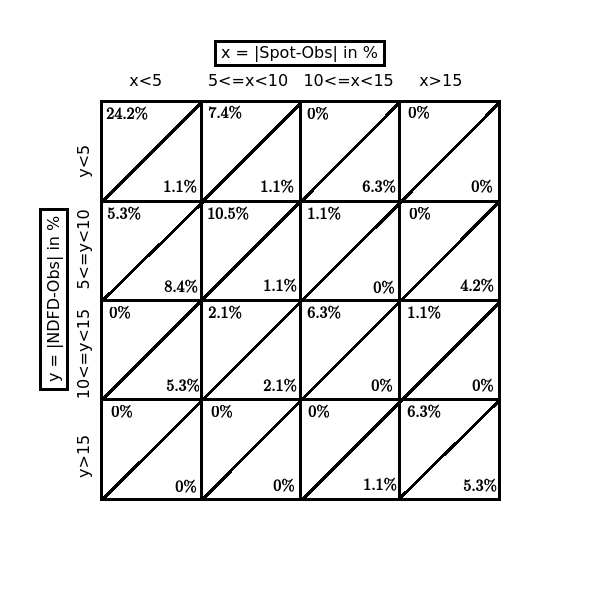 x = |Spot-Obs| in %
x<5 5<=x<10 10<=x<15 x>15
y = |NDFD-Obs| in %
y<5
24.2% 7.4% 0% 0%
1.1% 1.1% 6.3% 0%
5<=y<10
5.3% 10.5% 1.1% 0%
8.4% 1.1% 0% 4.2%
10<=y<15
0% 2.1% 6.3% 1.1%
5.3% 2.1% 0% 0%
y>15
0% 0% 0% 6.3%
0% 0% 1.1% 5.3%